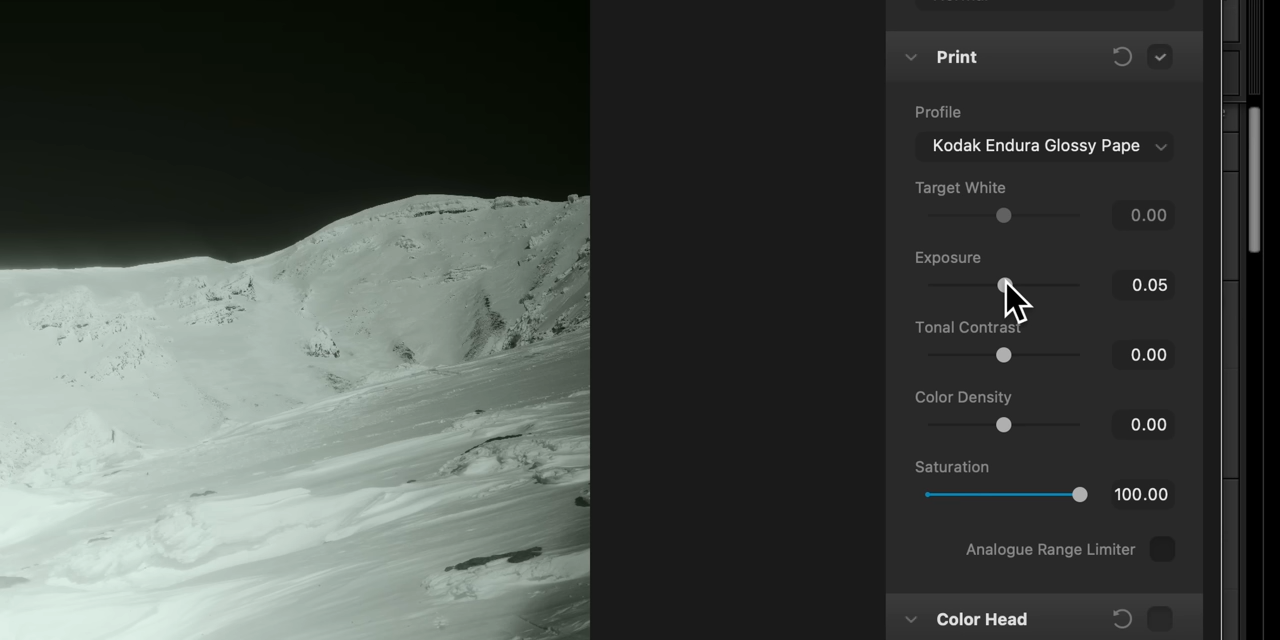 Print
Profile
Kodak Endura Glossy Pape
Target White
0.00
Exposure
0.05
Tonal Contrast
0.00
Color Density
0.00
Saturation
100.00
Analogue Range Limiter
Color Head